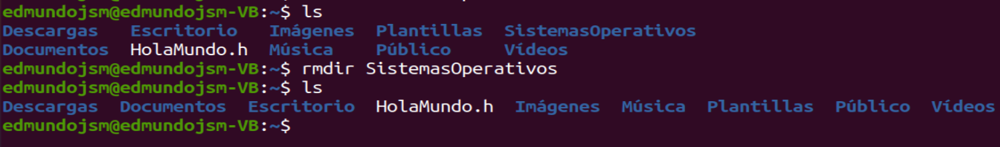 edmundojsm@edmundojsm-VB:~$ ls
Descargas   Escritorio   Imágenes  Plantillas  SistemasOperativos
Documentos  HolaMundo.h  Música    Público     Vídeos
edmundojsm@edmundojsm-VB:~$ rmdir SistemasOperativos
edmundojsm@edmundojsm-VB:~$ ls
Descargas  Documentos  Escritorio  HolaMundo.h  Imágenes  Música  Plantillas  Público  Vídeos
edmundojsm@edmundojsm-VB:~$